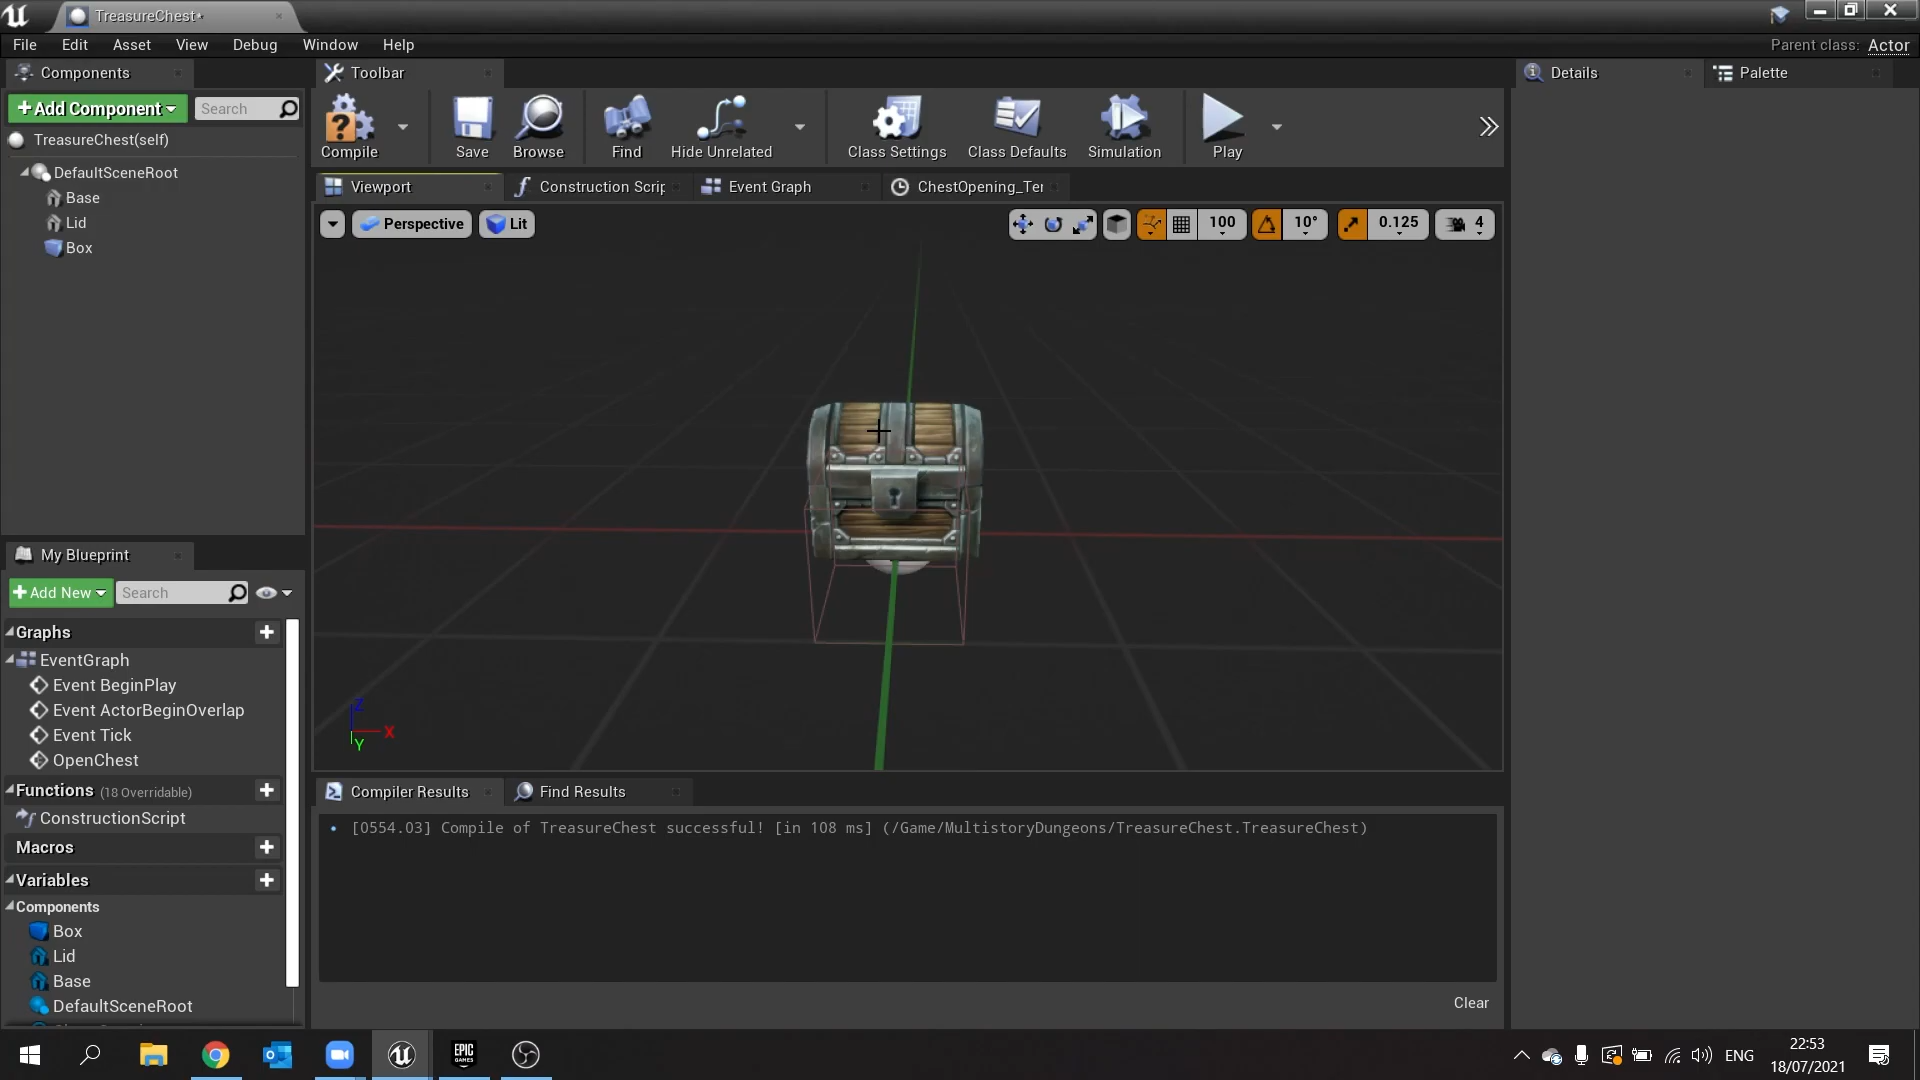 TreasureChest*
File Edit Asset View Debug Window Help
Parent class: Actor
Components
Toolbar
Details
Palette
+Add Component
Search
TreasureChest(self)
DefaultSceneRoot
Base
Lid
Box
Compile
Save
Browse
Find
Hide Unrelated
Class Settings
Class Defaults
Simulation
Play
Viewport
Construction Scrip
Event Graph
ChestOpening_Ter
Perspective
Lit
100
10°
0.125
4
Z
X
Y
My Blueprint
+Add New
Search
Graphs
EventGraph
Event BeginPlay
Event ActorBeginOverlap
Event Tick
OpenChest
Functions (18 Overridable)
ConstructionScript
Macros
Variables
Components
Box
Lid
Base
DefaultSceneRoot
Compiler Results
Find Results
• [0554.03] Compile of TreasureChest successful! [in 108 ms] (/Game/MultistoryDungeons/TreasureChest.TreasureChest)
Clear
EPIC
GAMES
ENG
22:53
18/07/2021